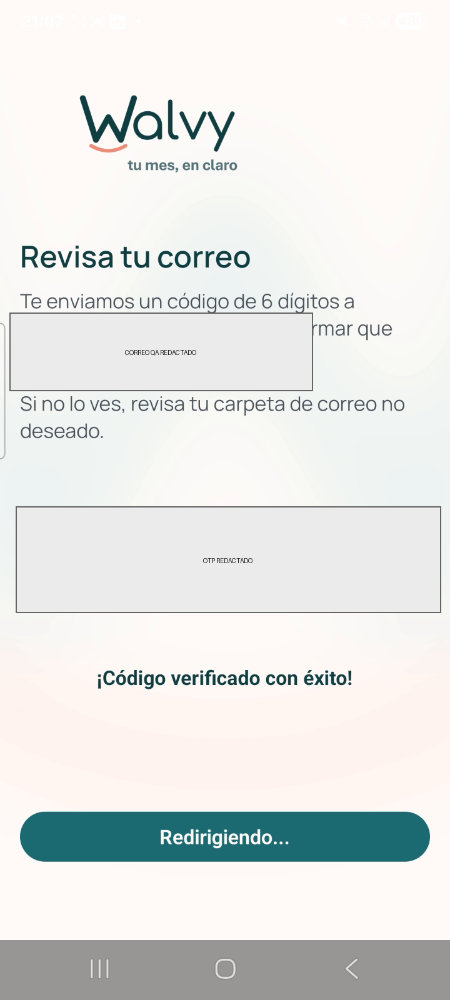 21:07
Walvy
tu mes, en claro
Revisa tu correo
Te enviamos un código de 6 dígitos a
rmar que
CORREO QA REDACTADO
Si no lo ves, revisa tu carpeta de correo no
deseado.
OTP REDACTADO
¡Código verificado con éxito!
Redirigiendo...